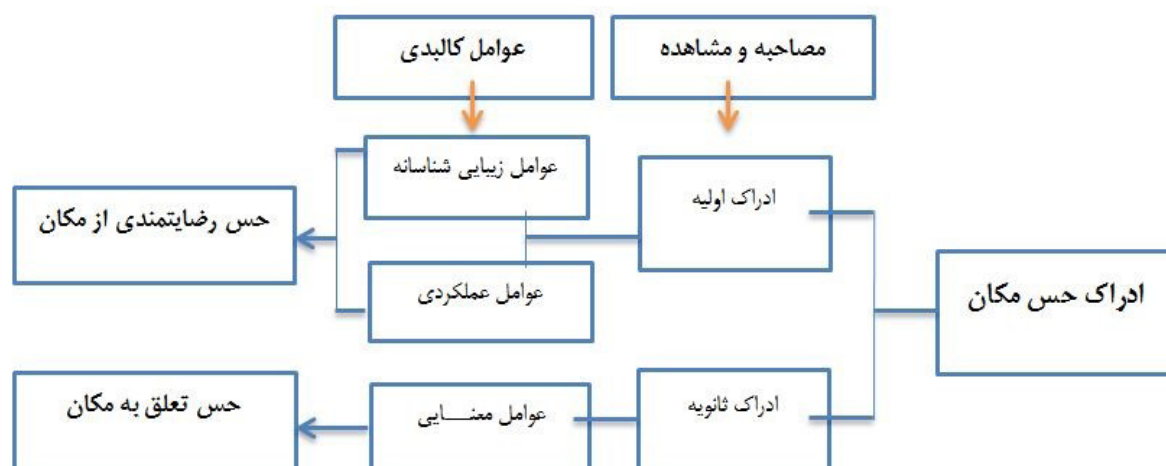 مصاحبه و مشاهده
عوامل کالبدی
عوامل زیبایی شناسانه
ادراک اولیه
حس رضایتمندی از مکان
ادراک حس مکان
عوامل عملکردی
ادراک ثانویه
عوامل معنـــایی
حس تعلق به مکان